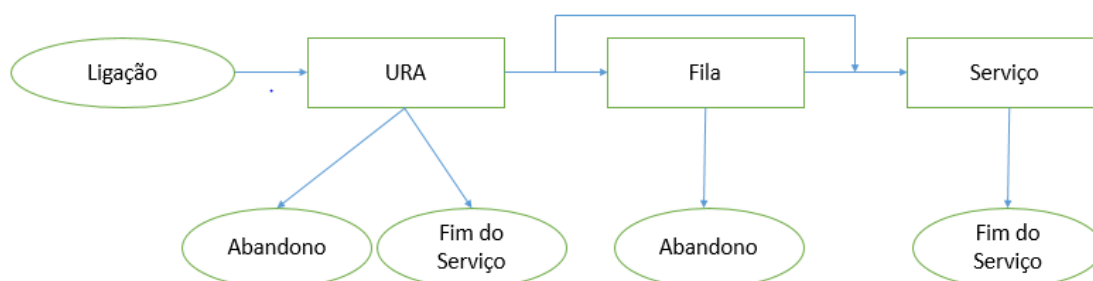 Ligação
URA
Fila
Serviço
Abandono
Fim do
Serviço
Abandono
Fim do
Serviço